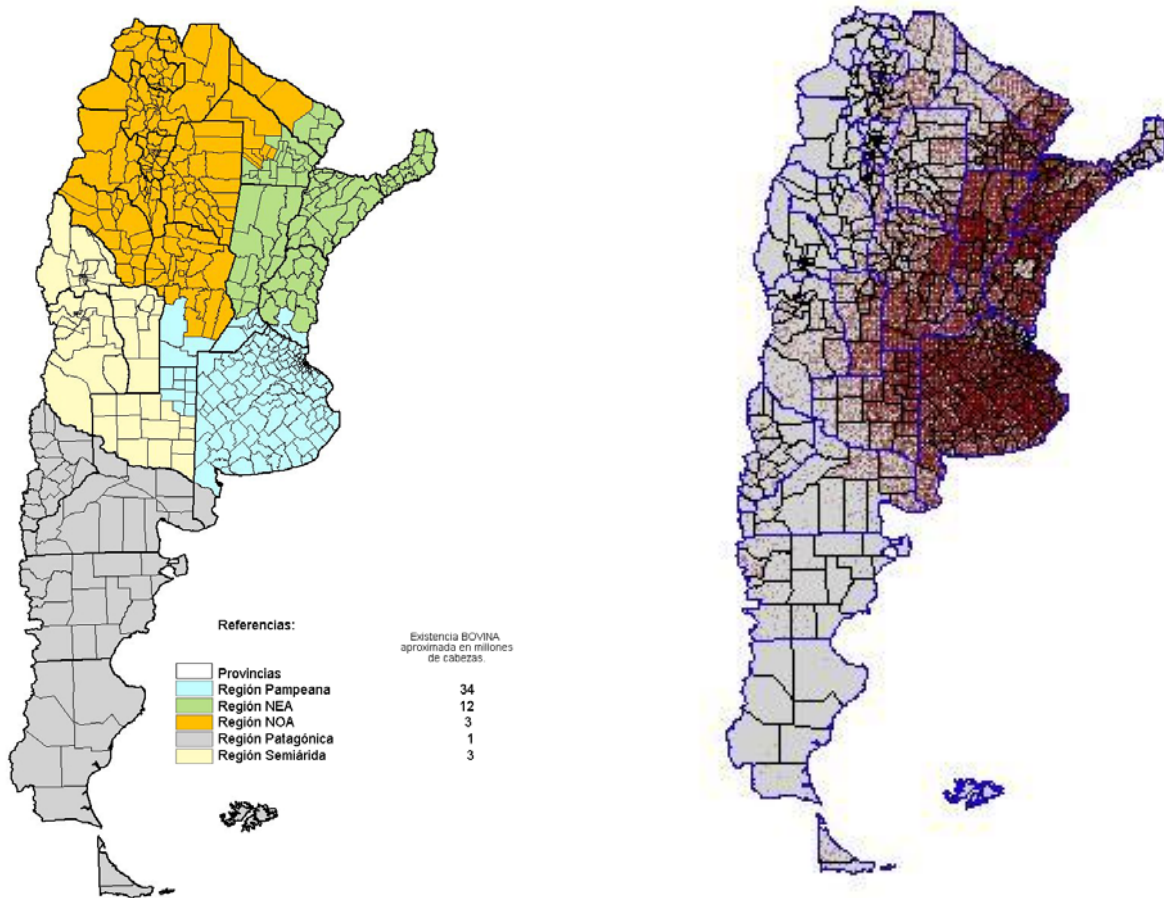 Referencias:
Existencia BOVINA
aproximada en millones
de cabezas.
Provincias
Región Pampeana 34
Región NEA 12
Región NOA 3
Región Patagónica 1
Región Semiárida 3